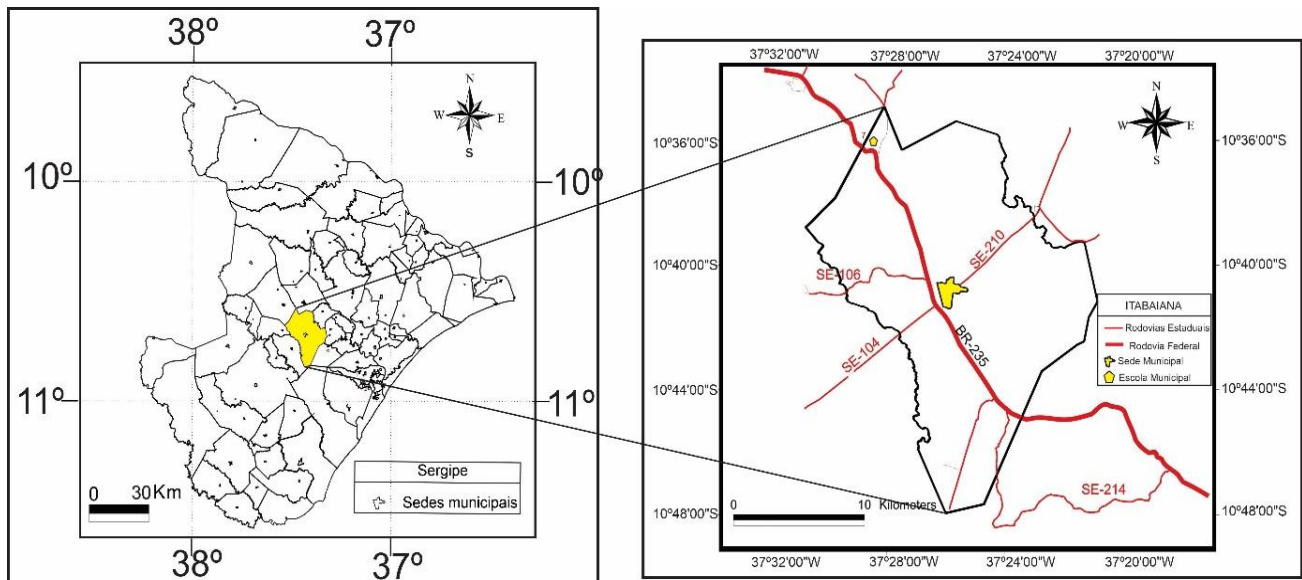 38º
37º
N
W
E
S
10º
10º
11º
11º
Sergipe
Sedes municipais
0
30Km
38º
37º
37º32'00"W
37º28'00"W
37º24'00"W
37º20'00"W
N
W
E
S
10º36'00"S
10º36'00"S
SE-210
10º40'00"S
10º40'00"S
SE-106
ITABAIANA
Rodovias Estaduais
Rodovia Federal
Sede Municipal
Escola Municipal
SE-104
BR-235
10º44'00"S
10º44'00"S
SE-214
0
10 Kilometers
10º48'00"S
10º48'00"S
37º32'00"W
37º28'00"W
37º24'00"W
37º20'00"W